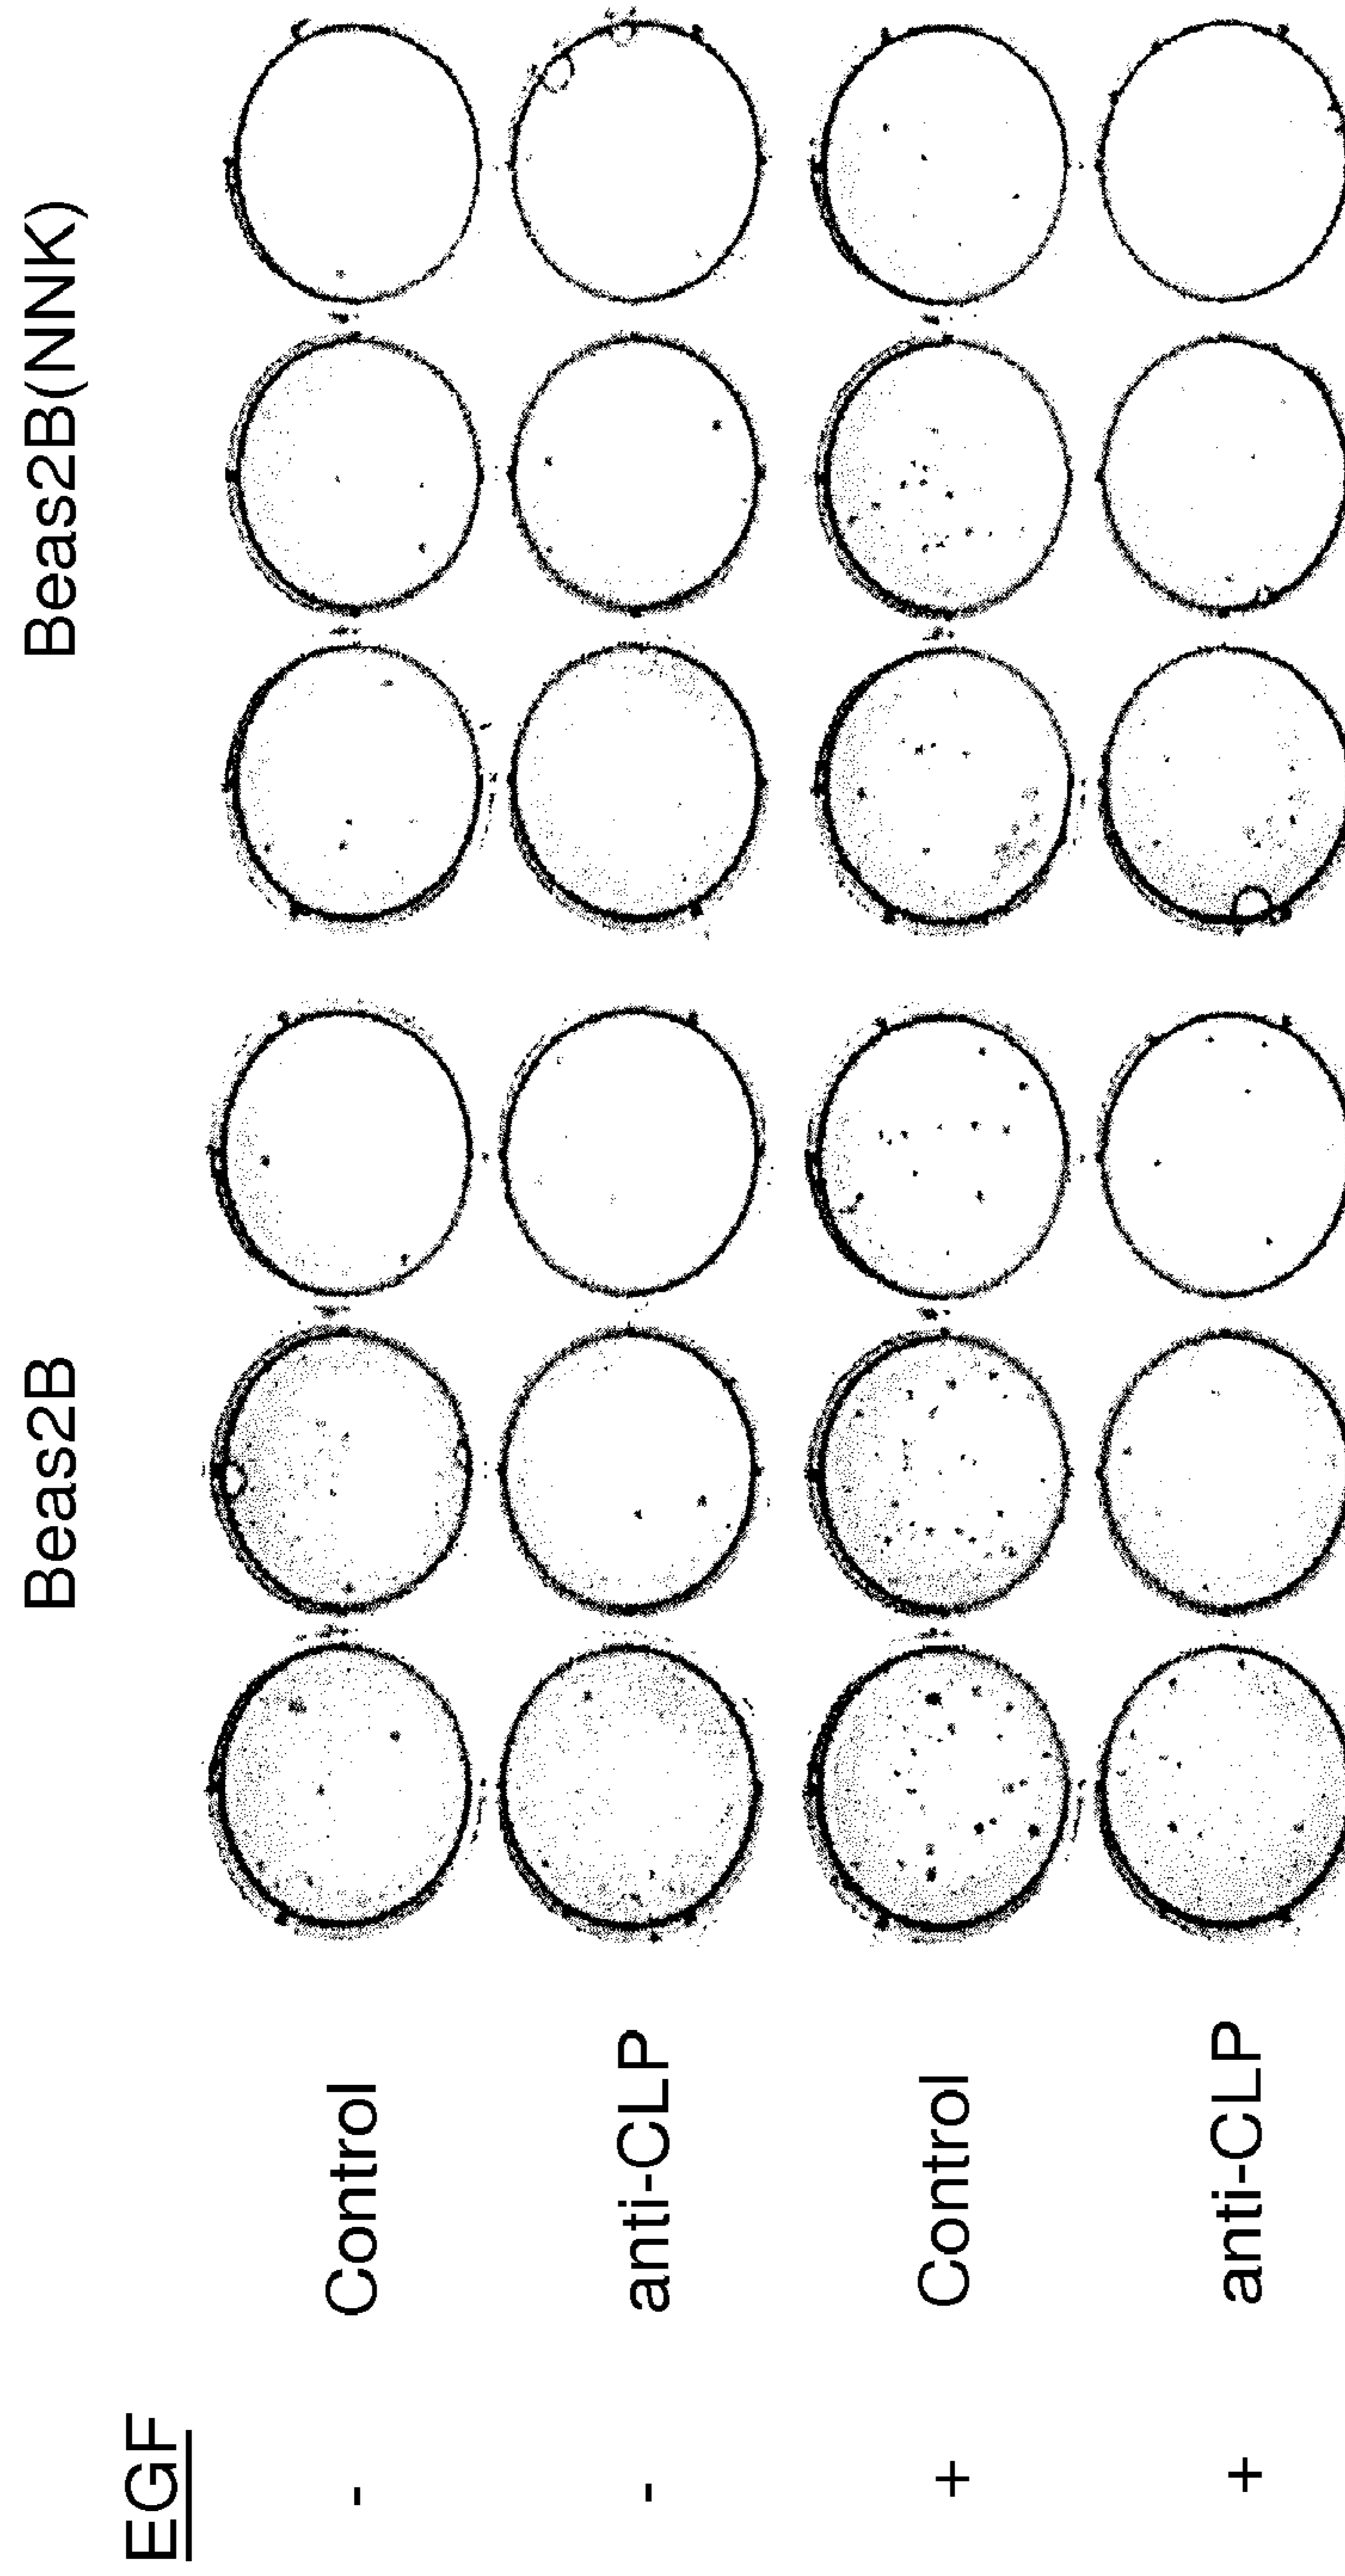 Beas2B Beas2B(NNK)
EGF
- Control
- anti-CLP
+ Control
+ anti-CLP